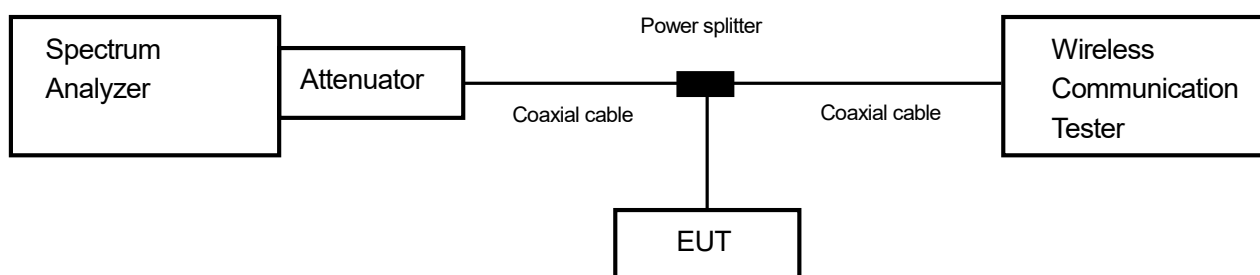 Power splitter
Spectrum
Analyzer
Attenuator
Coaxial cable
Coaxial cable
Wireless
Communication
Tester
EUT